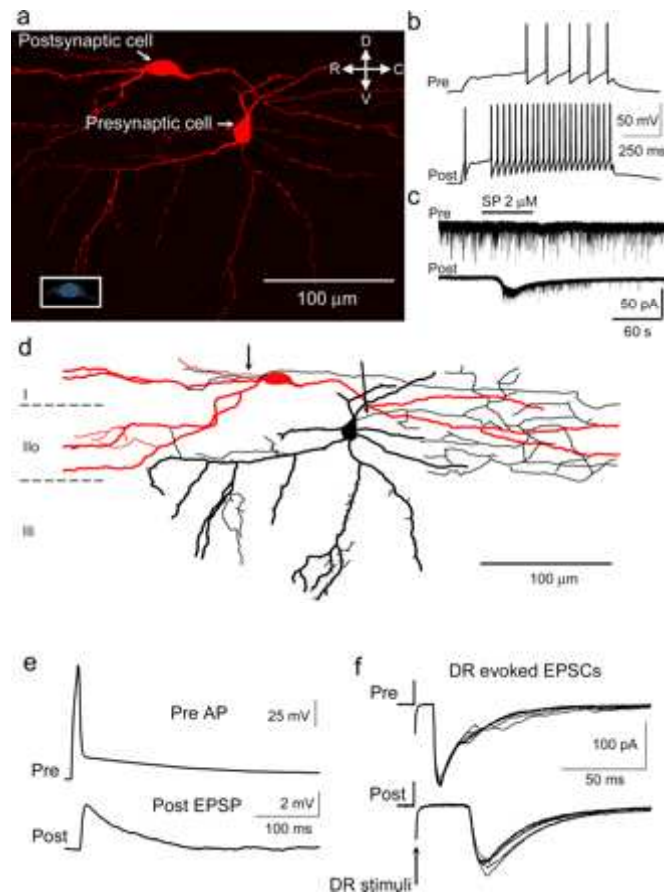 a
Postsynaptic cell
D
R C
V
Presynaptic cell
100 μm
b
Pre
50 mV
250 ms
Post
c
SP 2 μM
Pre
Post
50 pA
60 s
d
I
IIo
IIi
100 μm
e
Pre AP
25 mV
Pre
Post EPSP
2 mV
100 ms
Post
f
DR evoked EPSCs
Pre
100 pA
50 ms
Post
DR stimuli